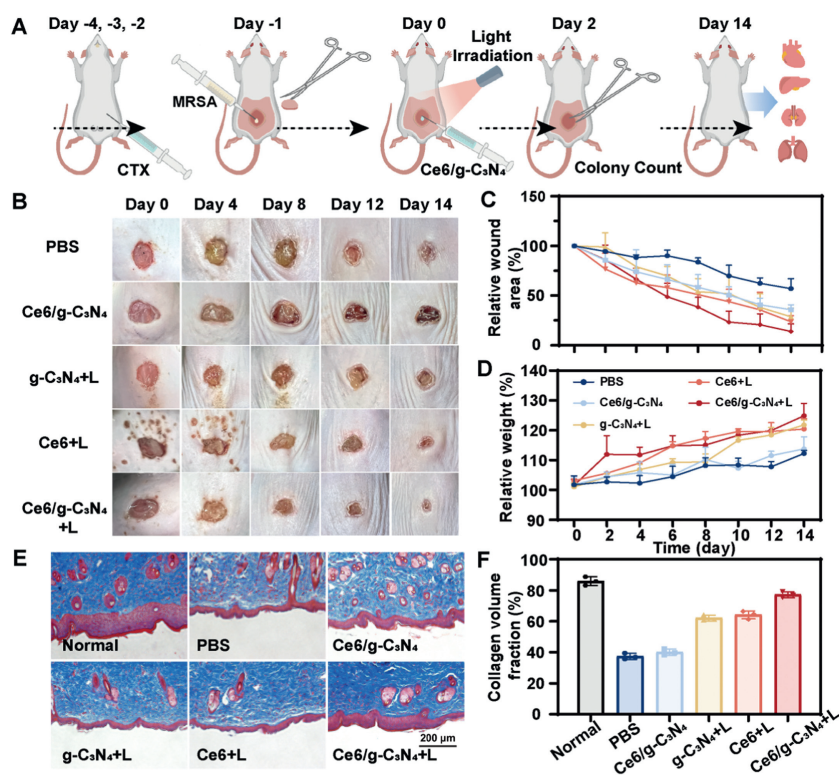 A
Day -4, -3, -2
Day -1
Day 0
Day 2
Day 14
Light
Irradiation
MRSA
CTX
Ce6/g-C₃N₄
Colony Count
B
Day 0 Day 4 Day 8 Day 12 Day 14
PBS
Ce6/g-C₃N₄
g-C₃N₄+L
Ce6+L
Ce6/g-C₃N₄
+L
C
Relative wound
area (%)
150
100
50
0
D
Relative weight (%)
140
130
120
110
100
90
PBS
Ce6/g-C₃N₄
g-C₃N₄+L
Ce6+L
Ce6/g-C₃N₄+L
0 2 4 6 8 10 12 14
Time (day)
E
Normal
PBS
Ce6/g-C₃N₄
g-C₃N₄+L
Ce6+L
Ce6/g-C₃N₄+L
200 μm
F
Collagen volume
fraction (%)
100
80
60
40
20
0
Normal
PBS
Ce6/g-C₃N₄
g-C₃N₄+L
Ce6+L
Ce6/g-C₃N₄+L